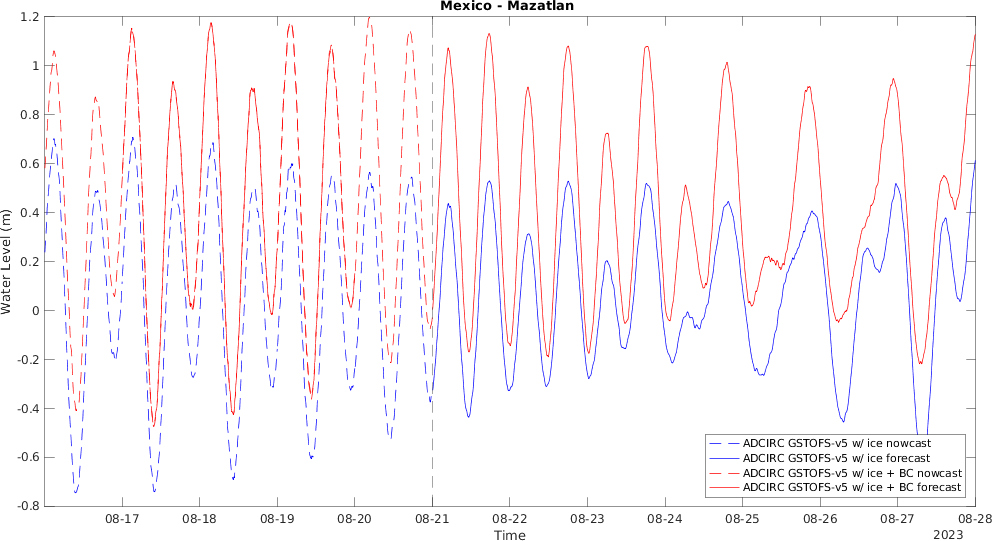 Mexico - Mazatlan
1.2
1
0.8
0.6
0.4
0.2
0
-0.2
-0.4
-0.6
-0.8
Water Level (m)
ADCIRC GSTOFS-v5 w/ ice nowcast
ADCIRC GSTOFS-v5 w/ ice forecast
ADCIRC GSTOFS-v5 w/ ice + BC nowcast
ADCIRC GSTOFS-v5 w/ ice + BC forecast
08-17 08-18 08-19 08-20 08-21 08-22 08-23 08-24 08-25 08-26 08-27 08-28
Time
2023